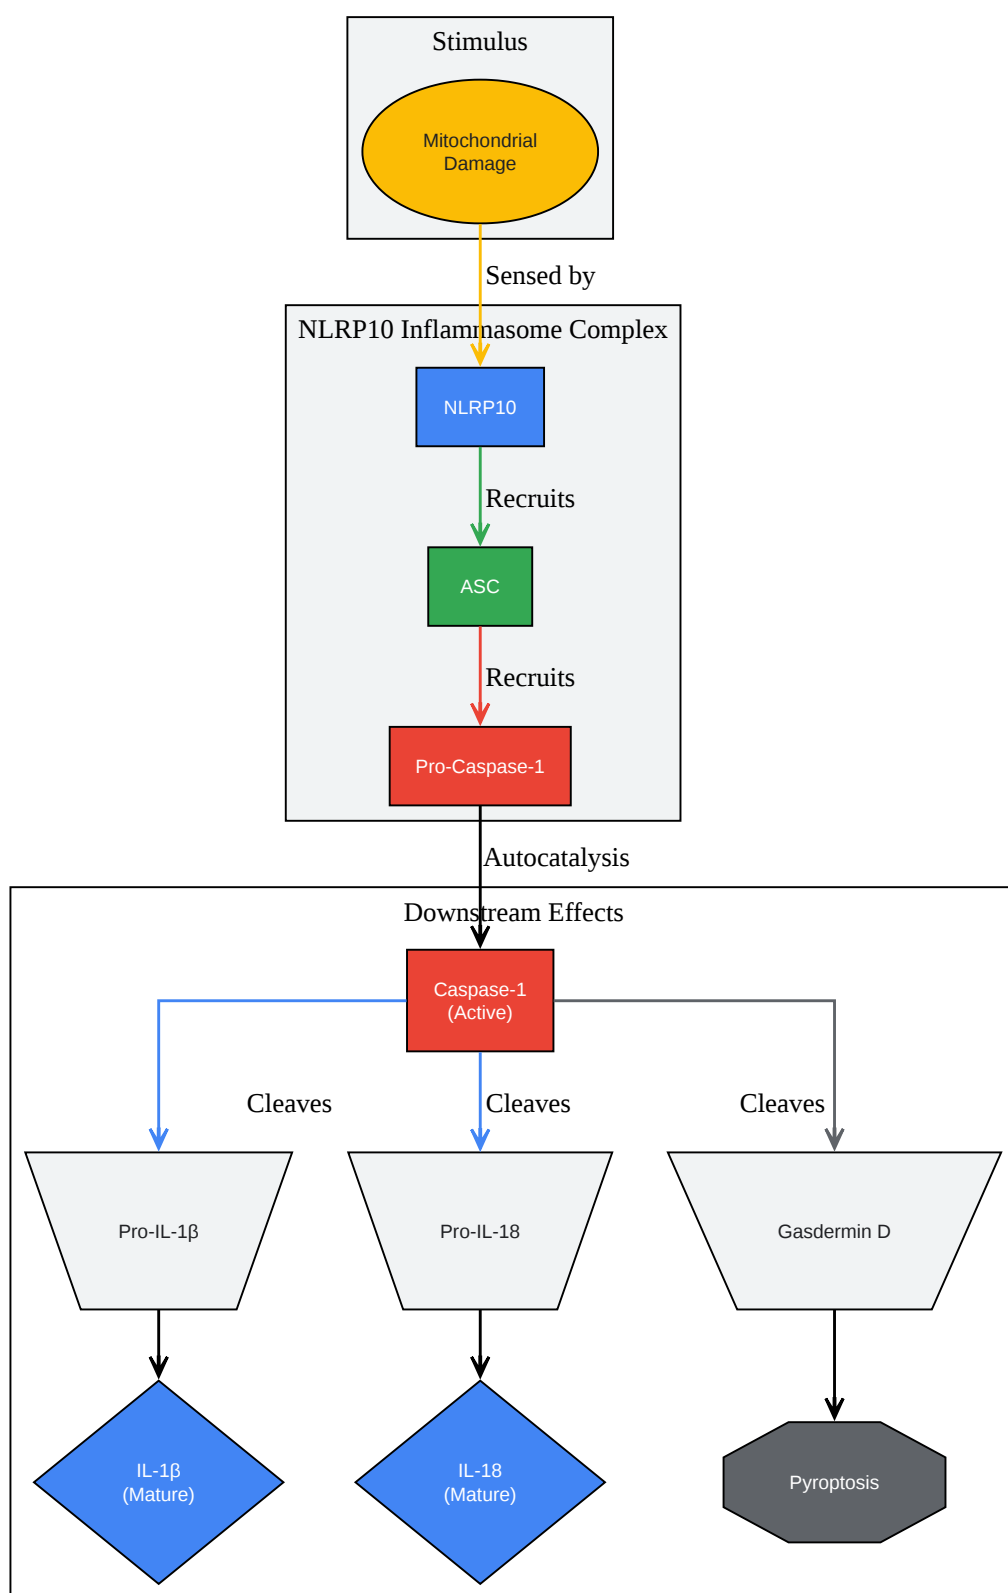 Stimulus
Mitochondrial
Damage
Sensed by
NLRP10 Inflammasome Complex
NLRP10
Recruits
ASC
Recruits
Pro-Caspase-1
Autocatalysis
Downstream Effects
Caspase-1
(Active)
Cleaves
Cleaves
Cleaves
Pro-IL-1β
Pro-IL-18
Gasdermin D
IL-1β
(Mature)
IL-18
(Mature)
Pyroptosis